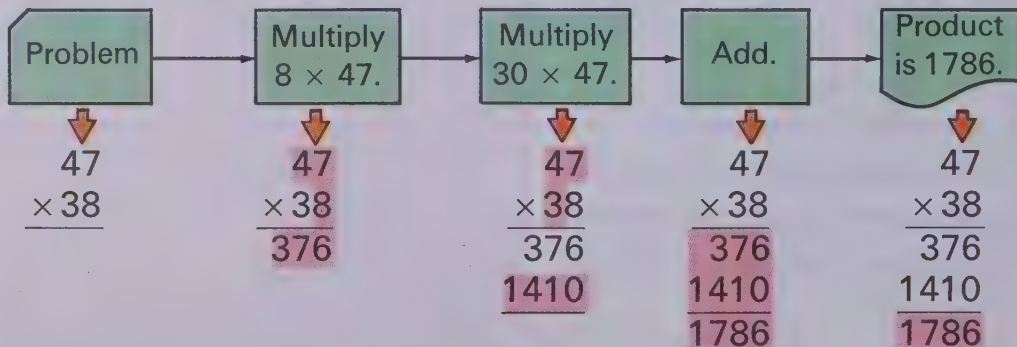 Problem
Multiply
8 × 47.
Multiply
30 × 47.
Add.
Product
is 1786.
47
× 38
47
× 38
376
47
× 38
376
1410
47
× 38
376
1410
1786
47
× 38
376
1410
1786